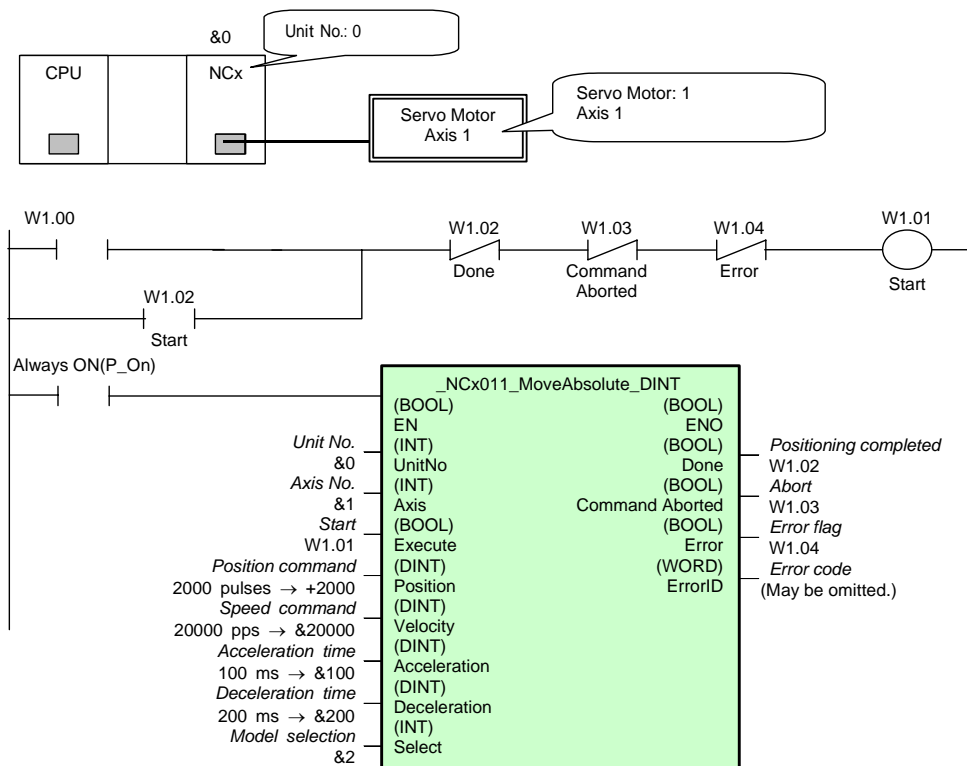 &0
Unit No.: 0
CPU
NCx
Servo Motor
Axis 1
Servo Motor: 1
Axis 1
W1.00
W1.02
W1.03
W1.04
W1.01
Done
Command
Aborted
Error
Start
W1.02
Start
Always ON(P_On)
_NCx011_MoveAbsolute_DINT
(BOOL) (BOOL)
EN ENO
Unit No. (INT) (BOOL) Positioning completed
&0 UnitNo Done W1.02
Axis No. (INT) (BOOL) Abort
&1 Axis Command Aborted W1.03
Start (BOOL) (BOOL) Error flag
W1.01 Execute Error W1.04
Position command (DINT) (WORD) Error code
2000 pulses → +2000 Position ErrorID (May be omitted.)
Speed command (DINT)
20000 pps → &20000 Velocity
Acceleration time (DINT)
100 ms → &100 Acceleration
Deceleration time (DINT)
200 ms → &200 Deceleration
Model selection (INT)
&2 Select